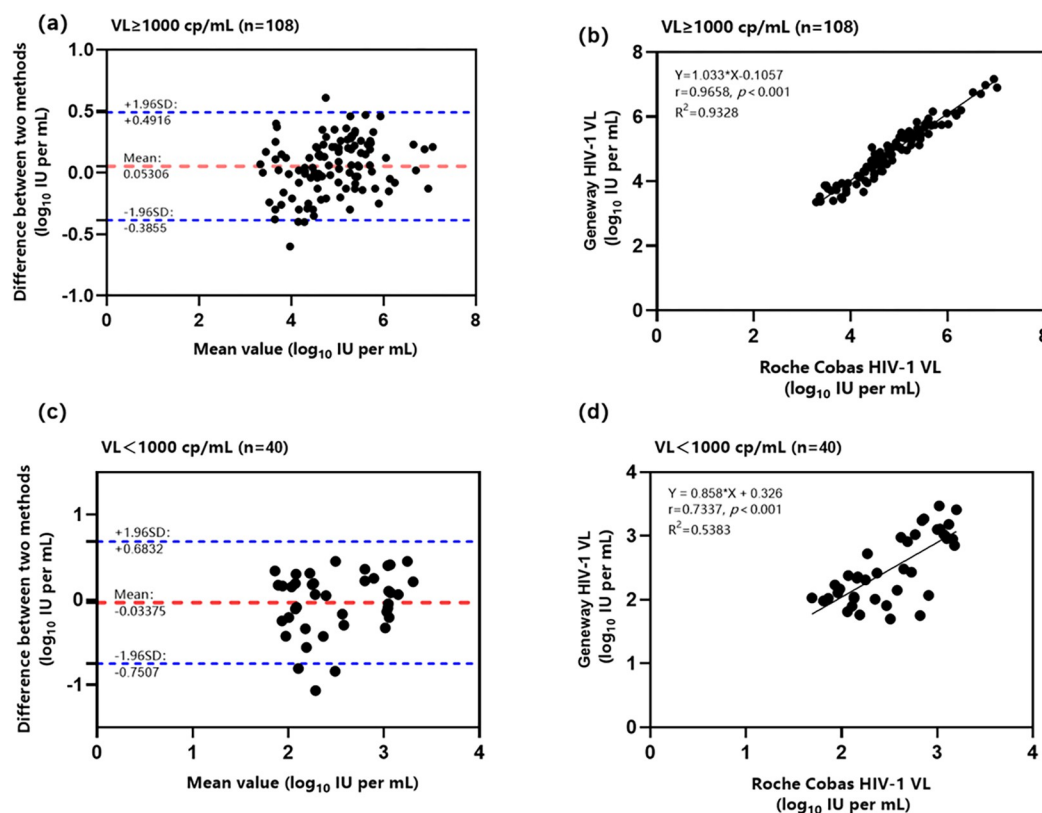 (a)
VL≥1000 cp/mL (n=108)
Difference between two methods
(log10 IU per mL)
1.0
0.5
0.0
-0.5
-1.0
+1.96SD:
+0.4916
Mean:
0.05306
-1.96SD:
-0.3855
0 2 4 6 8
Mean value (log10 IU per mL)
(b)
VL≥1000 cp/mL (n=108)
Geneway HIV-1 VL
(log10 IU per mL)
8
6
4
2
0
Y=1.033*X-0.1057
r=0.9658, p<0.001
R²=0.9328
0 2 4 6 8
Roche Cobas HIV-1 VL
(log10 IU per mL)
(c)
VL<1000 cp/mL (n=40)
Difference between two methods
(log10 IU per mL)
1
0
-1
+1.96SD:
+0.6832
Mean:
-0.03375
-1.96SD:
-0.7507
0 1 2 3 4
Mean value (log10 IU per mL)
(d)
VL<1000 cp/mL (n=40)
Geneway HIV-1 VL
(log10 IU per mL)
4
3
2
1
0
Y = 0.858*X + 0.326
r=0.7337, p<0.001
R²=0.5383
0 1 2 3 4
Roche Cobas HIV-1 VL
(log10 IU per mL)